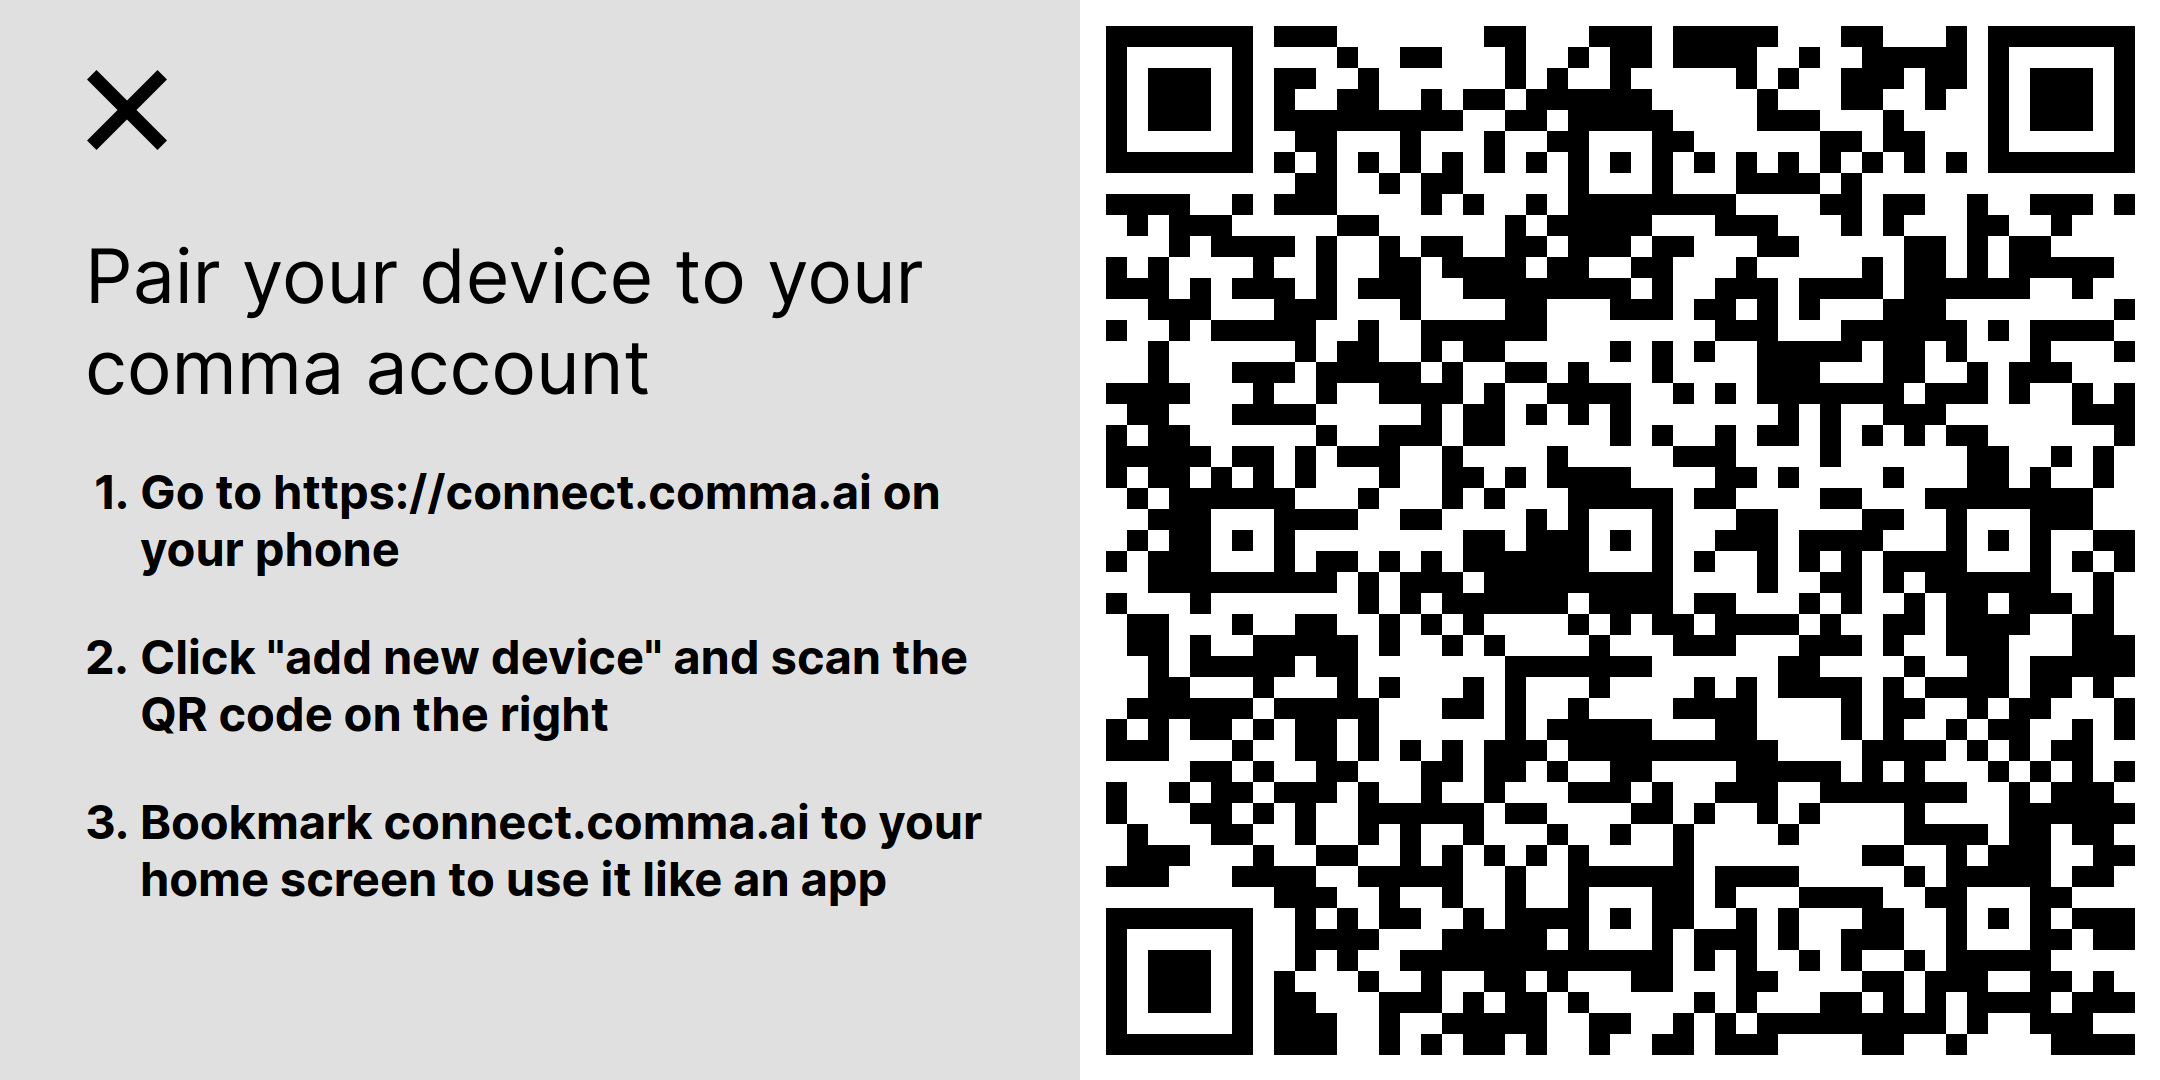 Pair your device to your
comma account
1. Go to https://connect.comma.ai on
your phone
2. Click "add new device" and scan the
QR code on the right
3. Bookmark connect.comma.ai to your
home screen to use it like an app